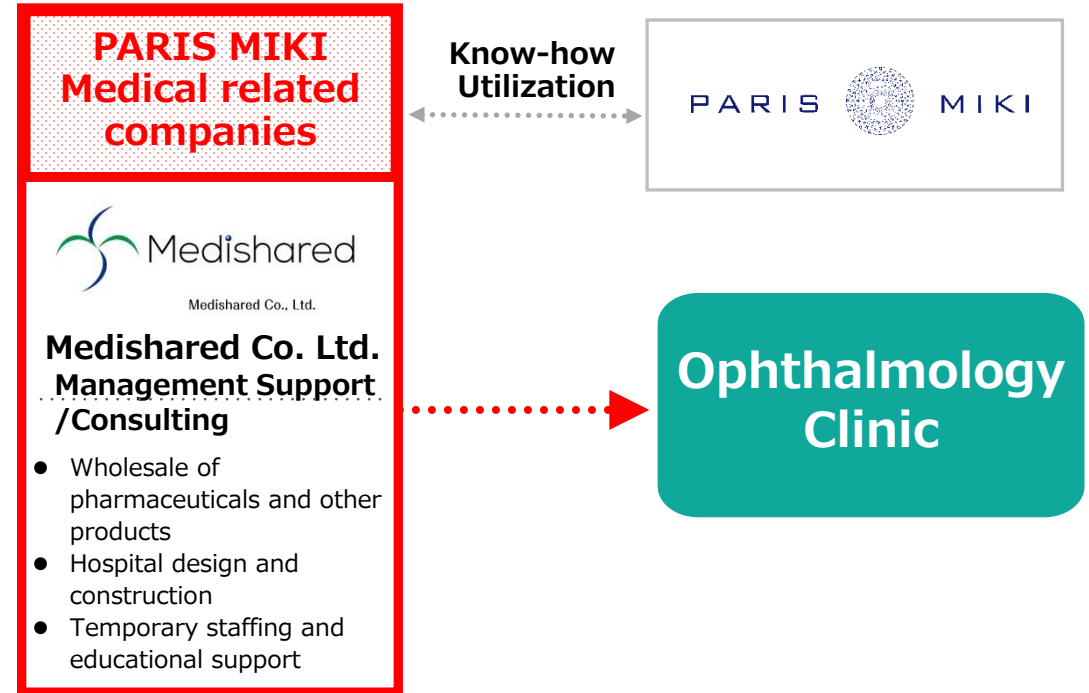 PARIS MIKI
Medical related
companies
Know-how
Utilization
PARIS MIKI
Medishared
Medishared Co., Ltd.
Medishared Co. Ltd.
Management Support
/Consulting
● Wholesale of
pharmaceuticals and other
products
● Hospital design and
construction
● Temporary staffing and
educational support
Ophthalmology
Clinic